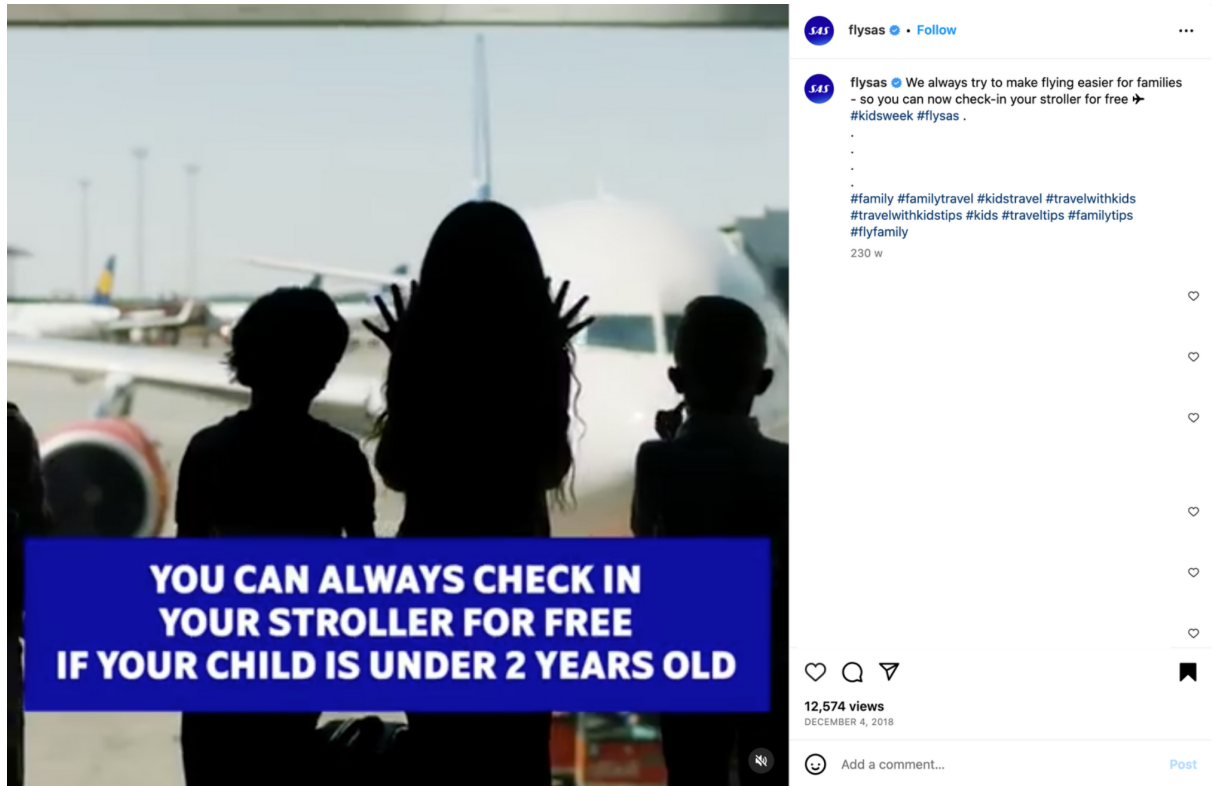 YOU CAN ALWAYS CHECK IN
YOUR STROLLER FOR FREE
IF YOUR CHILD IS UNDER 2 YEARS OLD
SAS flysas • Follow
SAS flysas We always try to make flying easier for families
- so you can now check-in your stroller for free ✈
#kidsweek #flysas .
.
.
.
.
#family #familytravel #kidstravel #travelwithkids
#travelwithkidstips #kids #traveltips #familytips
#flyfamily
230 w
12,574 views
DECEMBER 4, 2018
Add a comment... Post